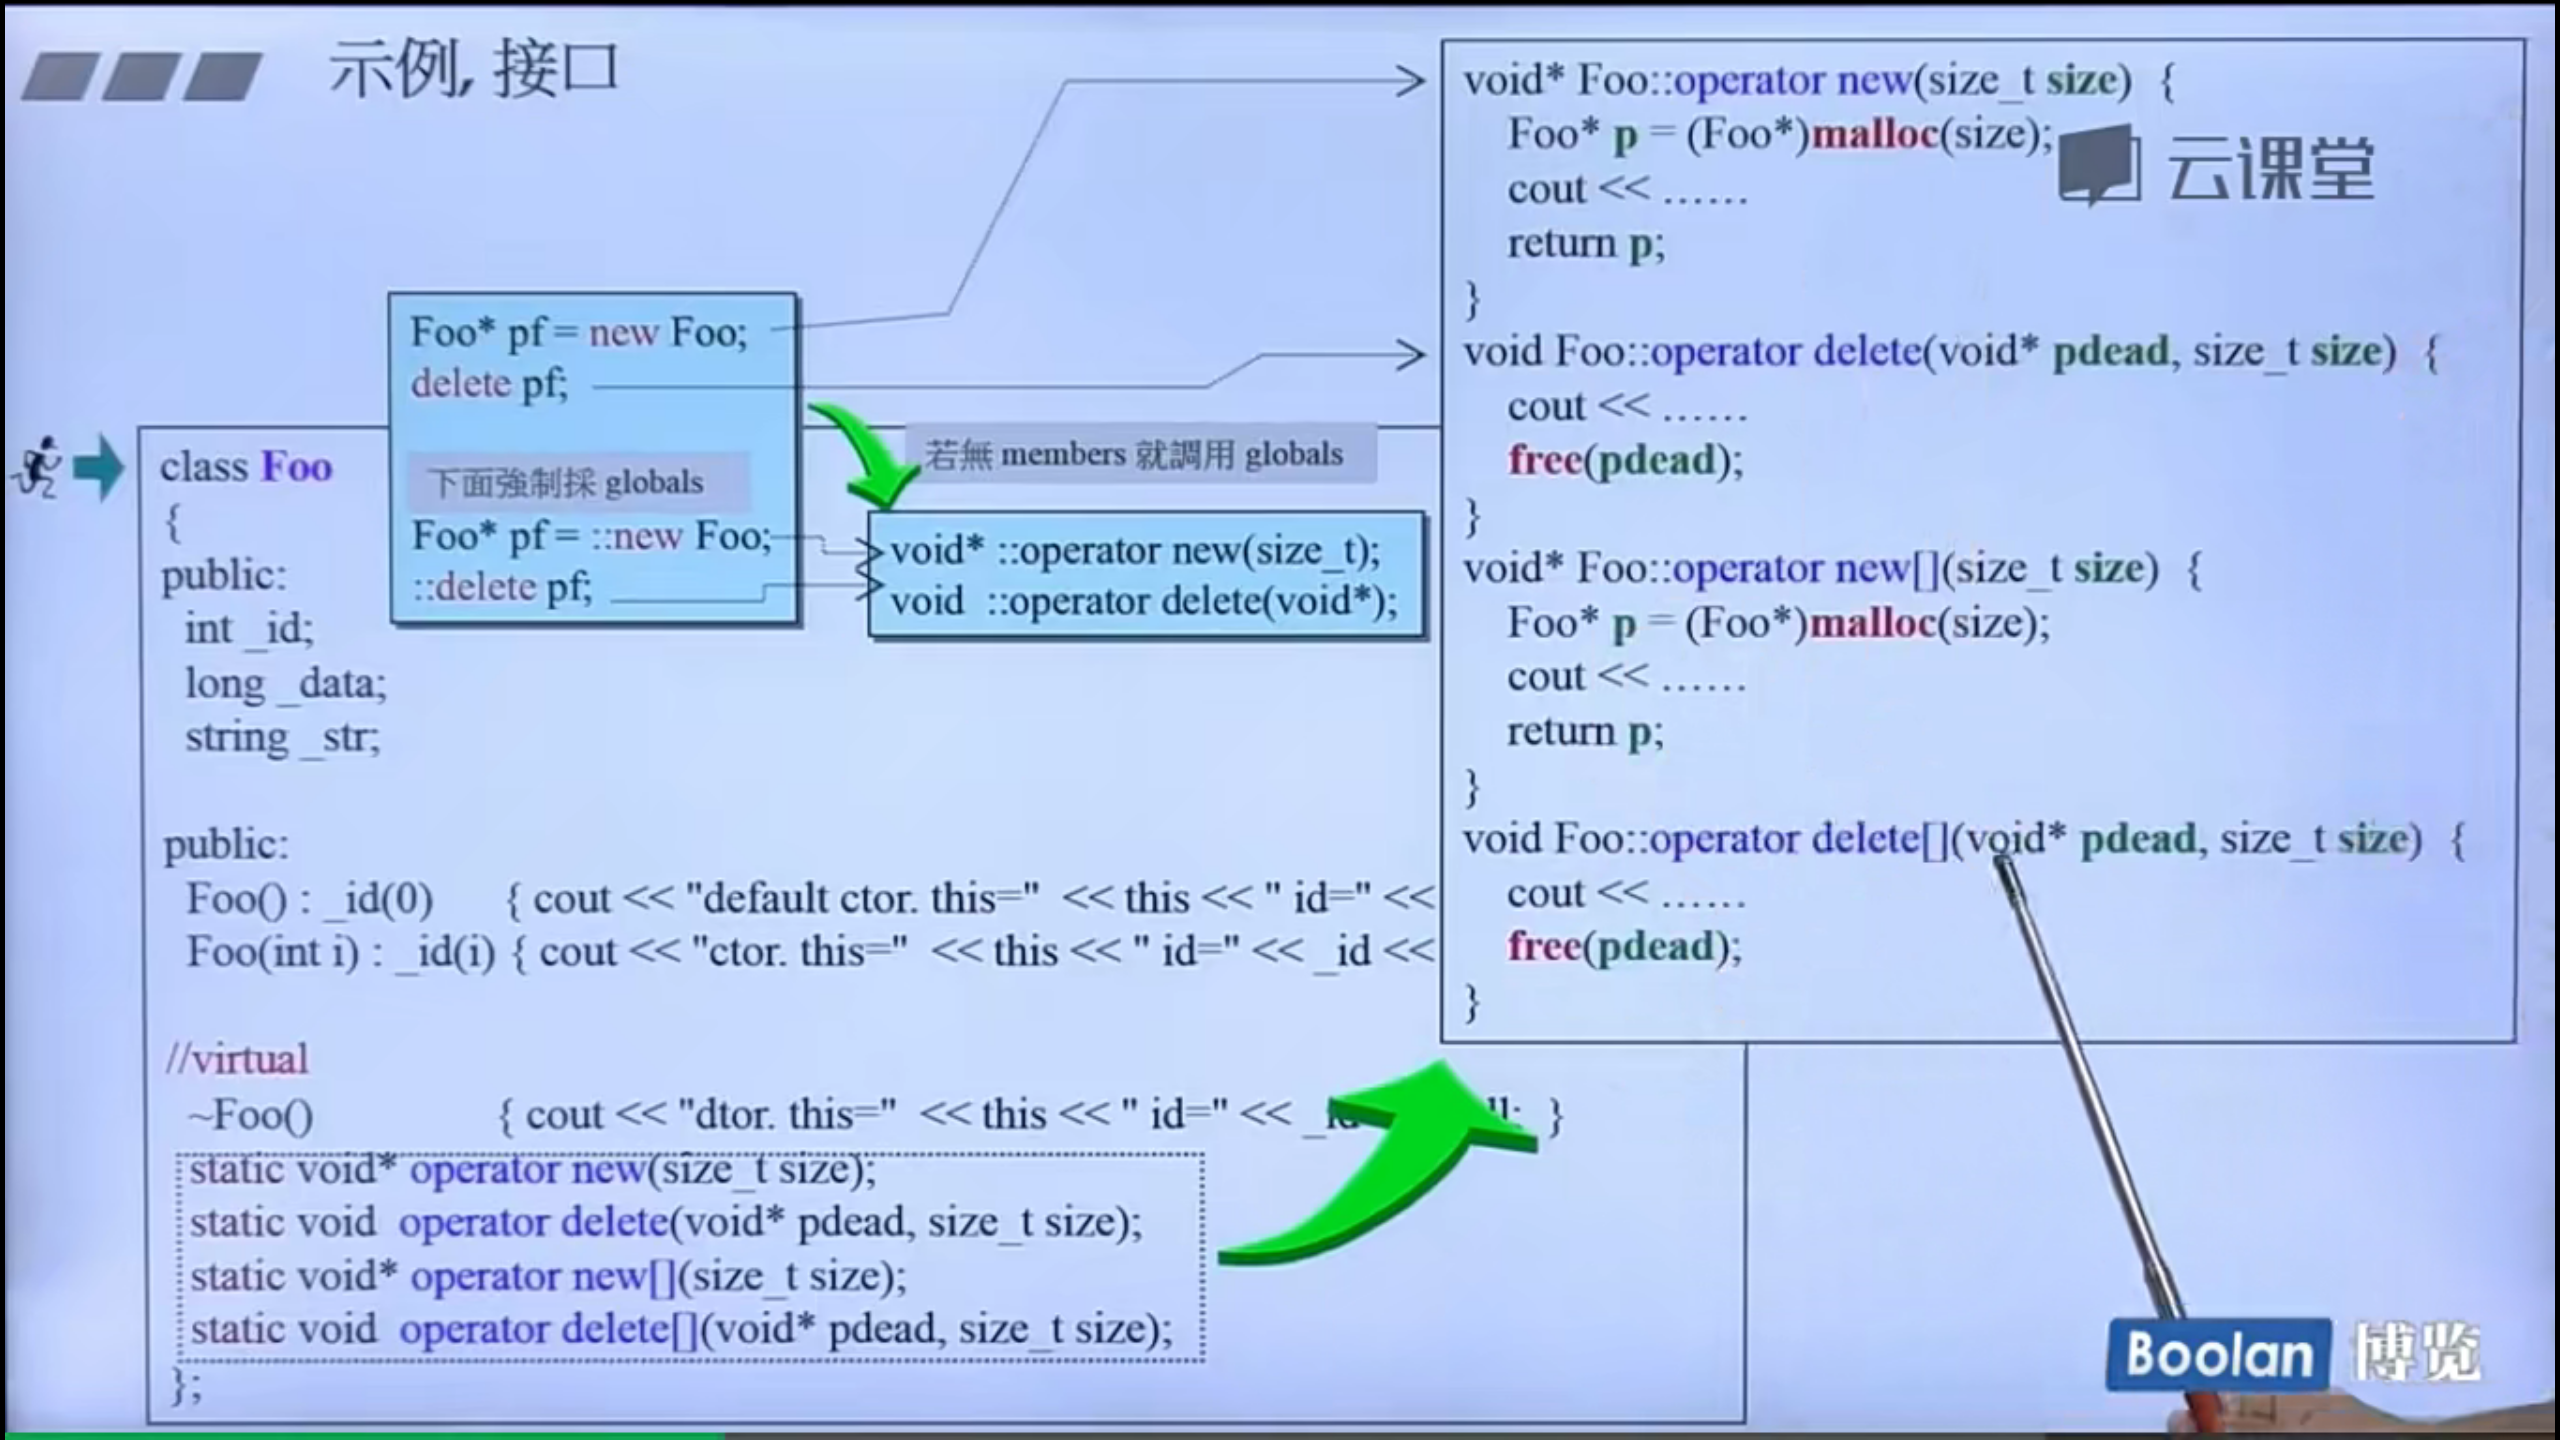 示例, 接口
Foo* pf = new Foo;
delete pf;
下面強制採 globals
Foo* pf = ::new Foo;
::delete pf;
若無 members 就調用 globals
void* ::operator new(size_t);
void ::operator delete(void*);
class Foo
{
public:
int _id;
long _data;
string _str;
public:
Foo() : _id(0) { cout << "default ctor. this=" << this << " id=" <<
Foo(int i) : _id(i) { cout << "ctor. this=" << this << " id=" << _id <<
//virtual
~Foo() { cout << "dtor. this=" << this << " id=" << }
static void* operator new(size_t size);
static void operator delete(void* pdead, size_t size);
static void* operator new[](size_t size);
static void operator delete[](void* pdead, size_t size);
};
void* Foo::operator new(size_t size) {
Foo* p = (Foo*)malloc(size);
cout << ......
return p;
}
void Foo::operator delete(void* pdead, size_t size) {
cout << ......
free(pdead);
}
void* Foo::operator new[](size_t size) {
Foo* p = (Foo*)malloc(size);
cout << ......
return p;
}
void Foo::operator delete[](void* pdead, size_t size) {
cout << ......
free(pdead);
}
云课堂
Boolan 博览